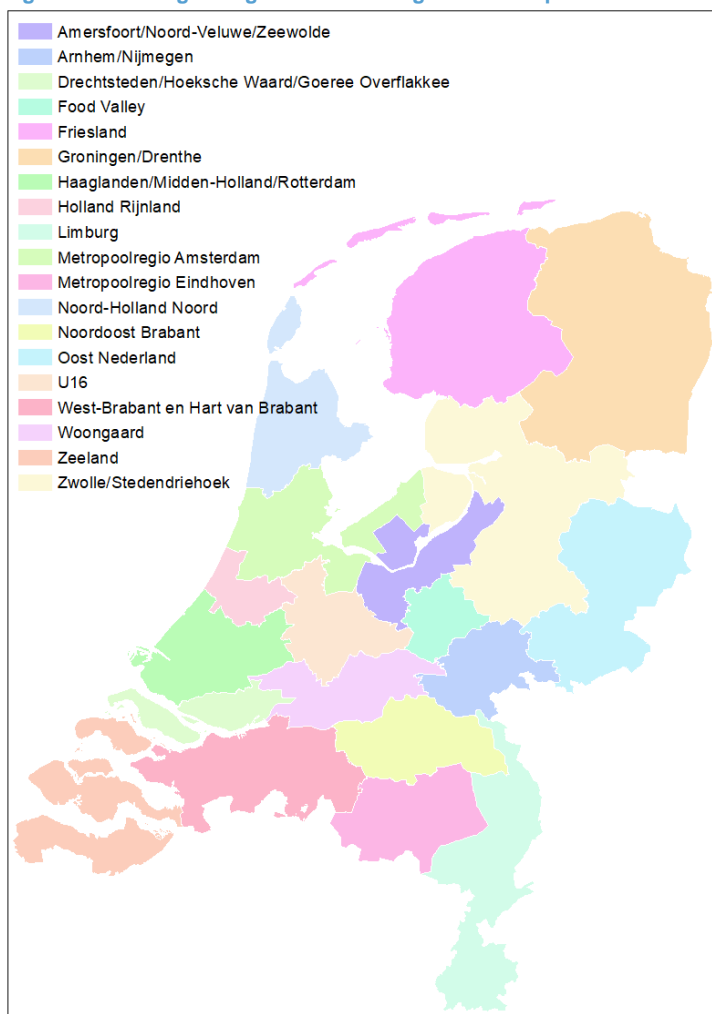 Amersfoort/Noord-Veluwe/Zeewolde
Arnhem/Nijmegen
Drechtsteden/Hoeksche Waard/Goeree Overflakkee
Food Valley
Friesland
Groningen/Drenthe
Haaglanden/Midden-Holland/Rotterdam
Holland Rijnland
Limburg
Metropoolregio Amsterdam
Metropoolregio Eindhoven
Noord-Holland Noord
Noordoost Brabant
Oost Nederland
U16
West-Brabant en Hart van Brabant
Woongaard
Zeeland
Zwolle/Stedendriehoek